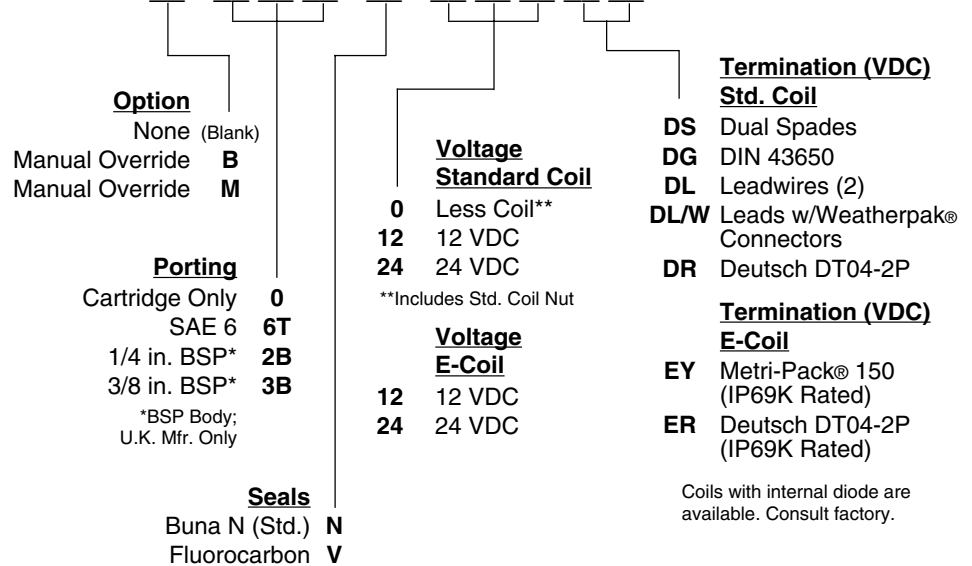 Option
None (Blank)
Manual Override B
Manual Override M
Porting
Cartridge Only 0
SAE 6 6T
1/4 in. BSP* 2B
3/8 in. BSP* 3B
*BSP Body;
U.K. Mfr. Only
Seals
Buna N (Std.) N
Fluorocarbon V
Voltage
Standard Coil
0 Less Coil**
12 12 VDC
24 24 VDC
**Includes Std. Coil Nut
Voltage
E-Coil
12 12 VDC
24 24 VDC
Termination (VDC)
Std. Coil
DS Dual Spades
DG DIN 43650
DL Leadwires (2)
DL/W Leads w/Weatherpak®
Connectors
DR Deutsch DT04-2P
Termination (VDC)
E-Coil
EY Metri-Pack® 150
(IP69K Rated)
ER Deutsch DT04-2P
(IP69K Rated)
Coils with internal diode are
available. Consult factory.